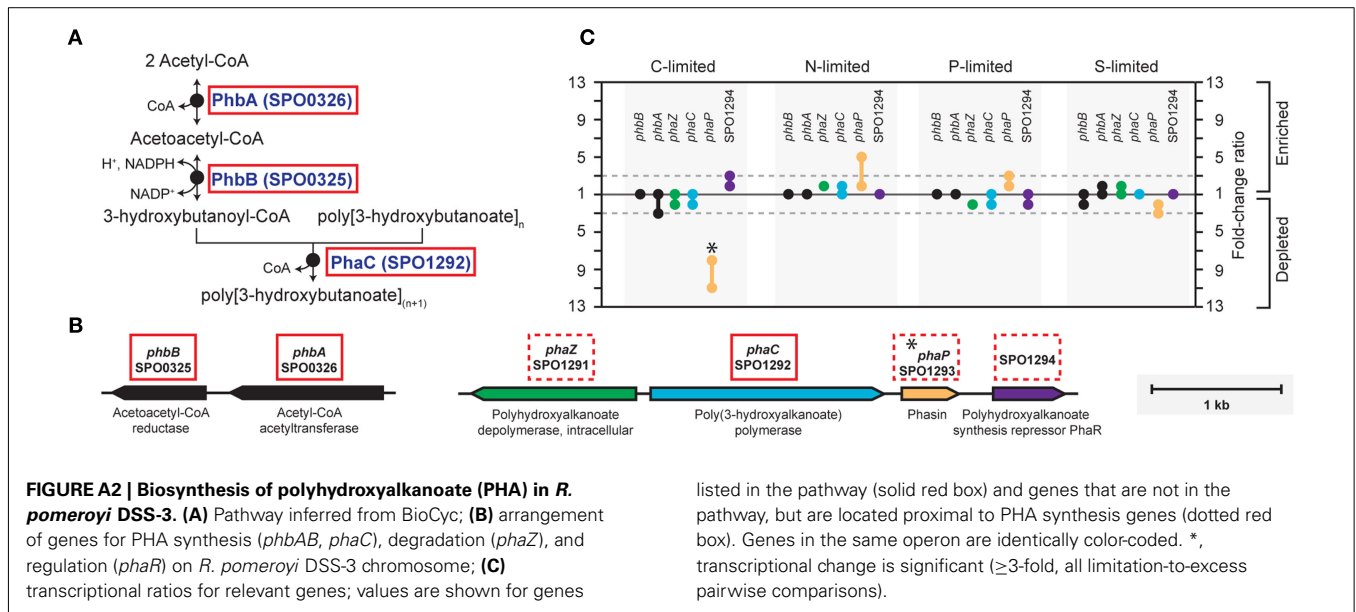 A
2 Acetyl-CoA
CoA
PhbA (SPO0326)
Acetoacetyl-CoA
H⁺, NADPH
PhbB (SPO0325)
NADP⁺
3-hydroxybutanoyl-CoA
poly[3-hydroxybutanoate]n
CoA
PhaC (SPO1292)
poly[3-hydroxybutanoate](n+1)
C
C-limited
N-limited
P-limited
S-limited
13
9
5
1
5
9
13
phbB
phbA
phaZ
phaC
phaP
SPO1294
*
phbB
phbA
phaZ
phaC
phaP
SPO1294
phbB
phbA
phaZ
phaC
phaP
SPO1294
phbB
phbA
phaZ
phaC
phaP
SPO1294
13
9
5
1
5
9
13
Fold-change ratio
Enriched
Depleted
B
phbB
SPO0325
Acetoacetyl-CoA
reductase
phbA
SPO0326
Acetyl-CoA
acetyltransferase
phaZ
SPO1291
Polyhydroxyalkanoate
depolymerase, intracellular
phaC
SPO1292
Poly(3-hydroxyalkanoate)
polymerase
* phaP
SPO1293
Phasin
SPO1294
Polyhydroxyalkanoate
synthesis repressor PhaR
1 kb
FIGURE A2 | Biosynthesis of polyhydroxyalkanoate (PHA) in R.
pomeroyi DSS-3. (A) Pathway inferred from BioCyc; (B) arrangement
of genes for PHA synthesis (phbAB, phaC), degradation (phaZ), and
regulation (phaR) on R. pomeroyi DSS-3 chromosome; (C)
transcriptional ratios for relevant genes; values are shown for genes
listed in the pathway (solid red box) and genes that are not in the
pathway, but are located proximal to PHA synthesis genes (dotted red
box). Genes in the same operon are identically color-coded. *,
transcriptional change is significant (≥3-fold, all limitation-to-excess
pairwise comparisons).